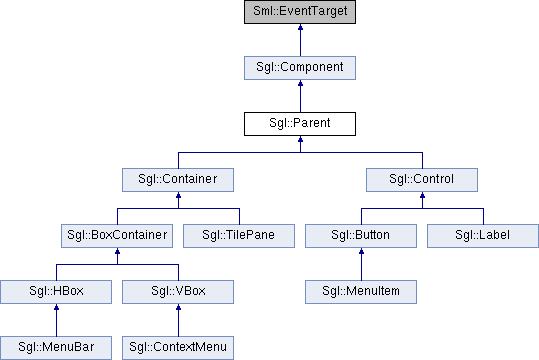 Sml::EventTarget
Sgl::Component
Sgl::Parent
Sgl::Container
Sgl::Control
Sgl::BoxContainer
Sgl::TilePane
Sgl::Button
Sgl::Label
Sgl::HBox
Sgl::VBox
Sgl::MenuItem
Sgl::MenuBar
Sgl::ContextMenu